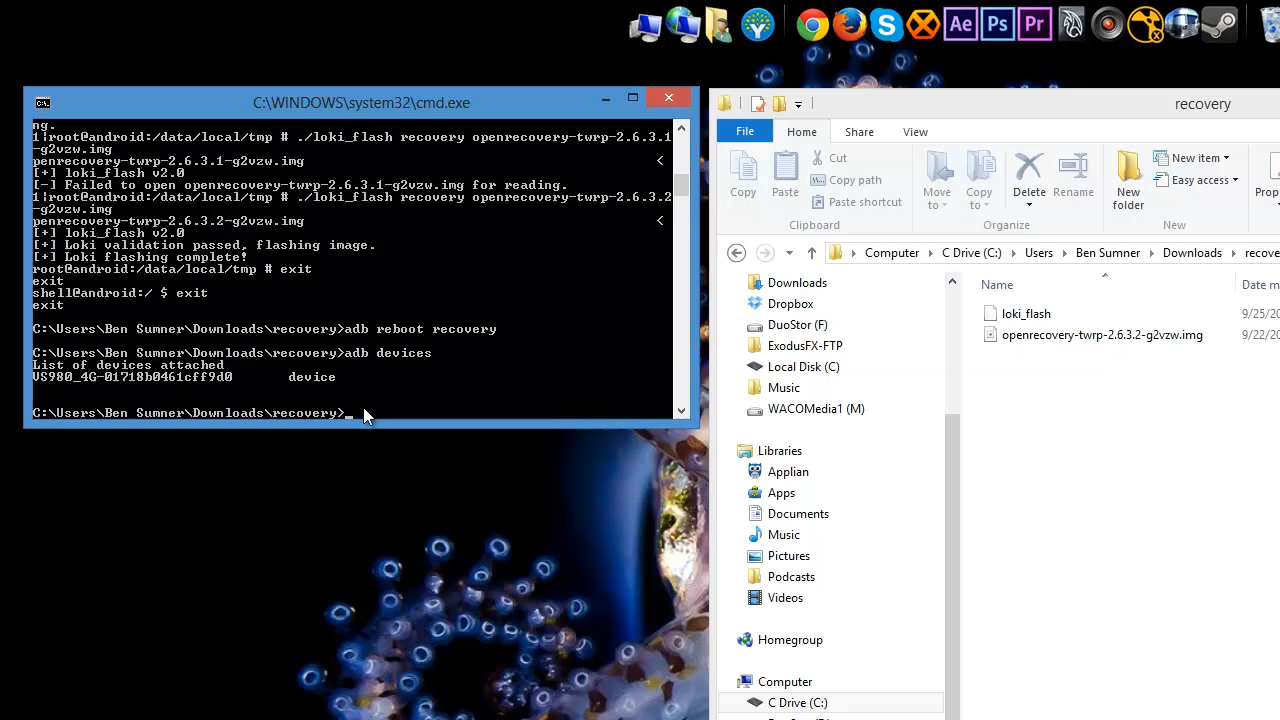 Ae Ps Pr
C:\WINDOWS\system32\cmd.exe
ng.
1|root@android:/data/local/tmp # ./loki_flash recovery openrecovery-twrp-2.6.3.1
-g2vzw.img
penrecovery-twrp-2.6.3.1-g2vzw.img <
[+] loki_flash v2.0
[-] Failed to open openrecovery-twrp-2.6.3.1-g2vzw.img for reading.
1|root@android:/data/local/tmp # ./loki_flash recovery openrecovery-twrp-2.6.3.2
-g2vzw.img
penrecovery-twrp-2.6.3.2-g2vzw.img <
[+] loki_flash v2.0
[+] Loki validation passed, flashing image.
[+] Loki flashing complete!
root@android:/data/local/tmp # exit
exit
shell@android:/ $ exit
exit
C:\Users\Ben Sumner\Downloads\recovery>adb reboot recovery
C:\Users\Ben Sumner\Downloads\recovery>adb devices
List of devices attached
VS980_4G-01718b0461cff9d0 device
C:\Users\Ben Sumner\Downloads\recovery>_
recovery
File Home Share View
Copy
Paste
Cut
Copy path
Paste shortcut
Clipboard
Move to
Copy to
Delete
Rename
Organize
New folder
New item
Easy access
New
Prop
Computer C Drive (C:) Users Ben Sumner Downloads recove
Name Date m
loki_flash 9/25/20
openrecovery-twrp-2.6.3.2-g2vzw.img 9/22/20
Downloads
Dropbox
DuoStor (F)
ExodusFX-FTP
Local Disk (C)
Music
WACOMedia1 (M)
Libraries
Applian
Apps
Documents
Music
Pictures
Podcasts
Videos
Homegroup
Computer
C Drive (C:)